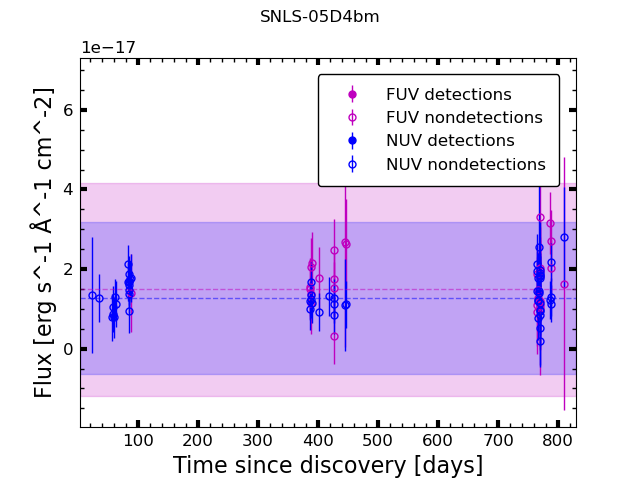 SNLS-05D4bm
1e−17
FUV detections
FUV nondetections
NUV detections
NUV nondetections
6
4
2
0
Flux [erg s^-1 Å^-1 cm^-2]
100 200 300 400 500 600 700 800
Time since discovery [days]